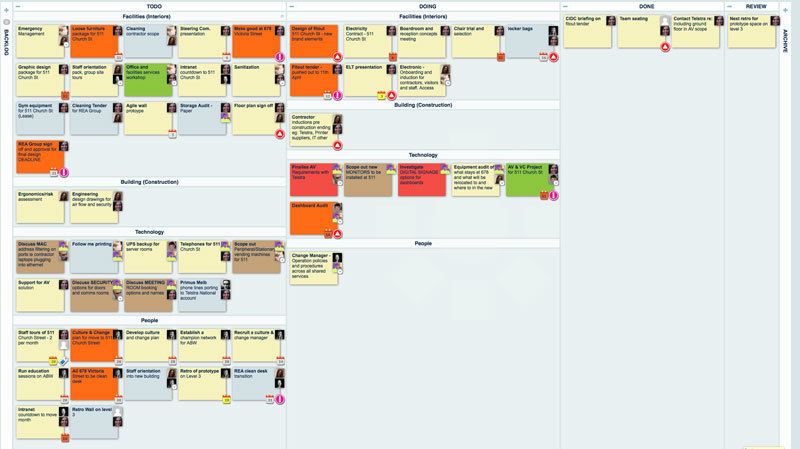 TODO
DOING
DONE
REVIEW
BACKLOG
ARCHIVE
Facilities (Interiors)
Emergency
Management
Loose furniture
package for 511
Church St
Cleaning
contractor scope
Steering Com.
presentation
Make good at 678
Victoria Street
Graphic design
package for 511
Church St
Staff orientation
pack, group site
tours
Office and
facilities services
workshop
Intranet
countdown to 511
Church St
Sanitization
Gym equipment
for 511 Church St
(Lease)
Cleaning Tender
for REA Group
Agile wall
protoype
Storage Audit -
Paper
Floor plan sign off
REA Group sign
off and approval for
final design
DEADLINE
Building (Construction)
Ergonomics/risk
assessment
Engineering
design drawings for
air flow and security
Technology
Discuss MAC
address filtering on
ports ie contractor
laptops plugging
into ethernet
Follow me printing
UPS backup for
server rooms
Telephones for 511
Church St
Scope out
Peripheral/Stationary
vending machines
for 511
Support for AV
solution
Discuss SECURITY
options for doors
and comms rooms
Discuss MEETING
ROOM booking
options and names
Primus Melb
phone lines porting
to Telstra National
account
People
Staff tours of 511
Church Street - 2
per month
Culture & Change
plan for move to 511
Church Street
Develop culture
and change plan
Establish a
champion network
for ABW
Recruit a culture &
change manager
Run education
sessions on ABW
All 678 Victoria
Street to be clean
desk
Staff orientation
into new building
Retro of prototype
on Level 3
REA clean desk
transition
Intranet
countdown to move
month
Retro Wall on level
3
Facilities (Interiors)
Design of fitout
511 Church St - new
brand elements
Electricity
Contract - 511
Church St
Boardroom and
reception concepts
meeting
Chair trial and
selection
locker bags
Fitout tender -
pushed out to 11th
April
ELT presentation
Electronic -
Onboarding and
induction for
contractors, visitors
and staff. Access
Building (Construction)
Contractor
inductions pre
construction ending
eg: Telstra, Printer
suppliers, IT other
Technology
Finalise AV
Requirements with
Telstra
Scope out new
MONITORS to be
installed at 511
Investigate
DIGITAL SIGNAGE
options for
dashboards
Equipment audit of
what stays at 678
and what will be
relocated to and
where to in the new
AV & VC Project
for 511 Church St
Dashboard Audit
People
Change Manager -
Operation policies
and procedures
across all shared
services
CIDC briefing on
fitout tender
Team seating
Contact Telstra re:
including ground
floor in AV scope
Next retro for
prototype space on
level 3